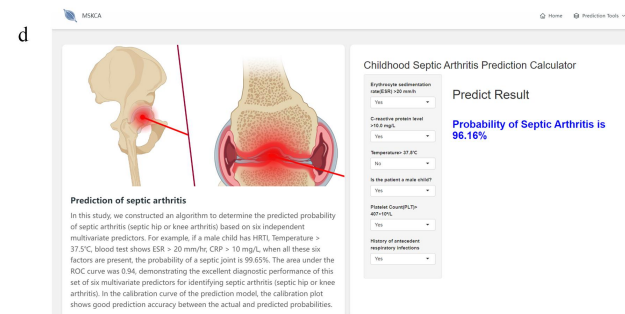 d
MSKCA
Home
Prediction Tools
Childhood Septic Arthritis Prediction Calculator
Erythrocyte sedimentation
rate(ESR) >20 mm/h
Yes
C-reactive protein level
>10.0 mg/L
Yes
Temperature> 37.5°C
No
Is the patient a male child?
Yes
Platelet Count(PLT)>
407×10⁹/L
Yes
History of antecedent
respiratory infections
Yes
Predict Result
Probability of Septic Arthritis is
96.16%
Prediction of septic arthritis
In this study, we constructed an algorithm to determine the predicted probability
of septic arthritis (septic hip or knee arthritis) based on six independent
multivariate predictors. For example, if a male child has HRTI, Temperature >
37.5°C, blood test shows ESR > 20 mm/hr, CRP > 10 mg/L, when all these six
factors are present, the probability of a septic joint is 99.65%. The area under the
ROC curve was 0.94, demonstrating the excellent diagnostic performance of this
set of six multivariate predictors for identifying septic arthritis (septic hip or knee
arthritis). In the calibration curve of the prediction model, the calibration plot
shows good prediction accuracy between the actual and predicted probabilities.